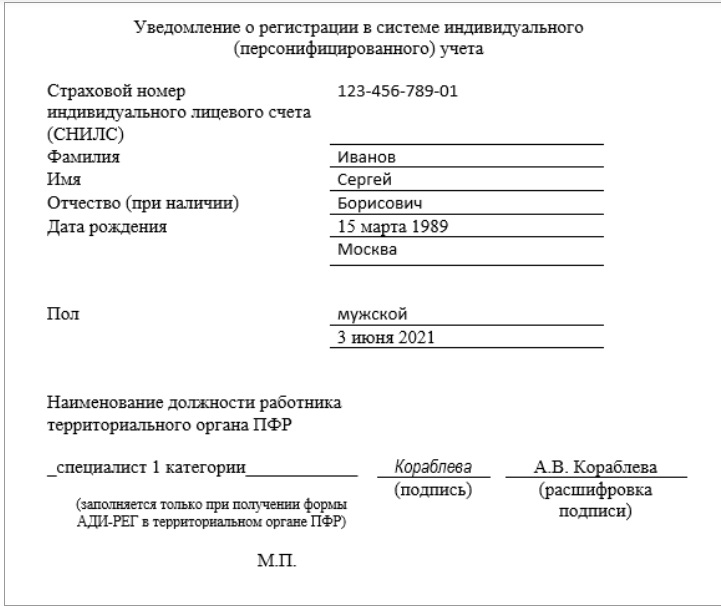 Уведомление о регистрации в системе индивидуального
(персонифицированного) учета
Страховой номер 123-456-789-01
индивидуального лицевого счета
(СНИЛС)
Фамилия Иванов
Имя Сергей
Отчество (при наличии) Борисович
Дата рождения 15 марта 1989
Москва
Пол мужской
3 июня 2021
Наименование должности работника
территориального органа ПФР
_специалист 1 категории____________ Кораблева А.В. Кораблева
(подпись) (расшифровка
подписи)
(заполняется только при получении формы
АДИ-РЕГ в территориальном органе ПФР)
М.П.